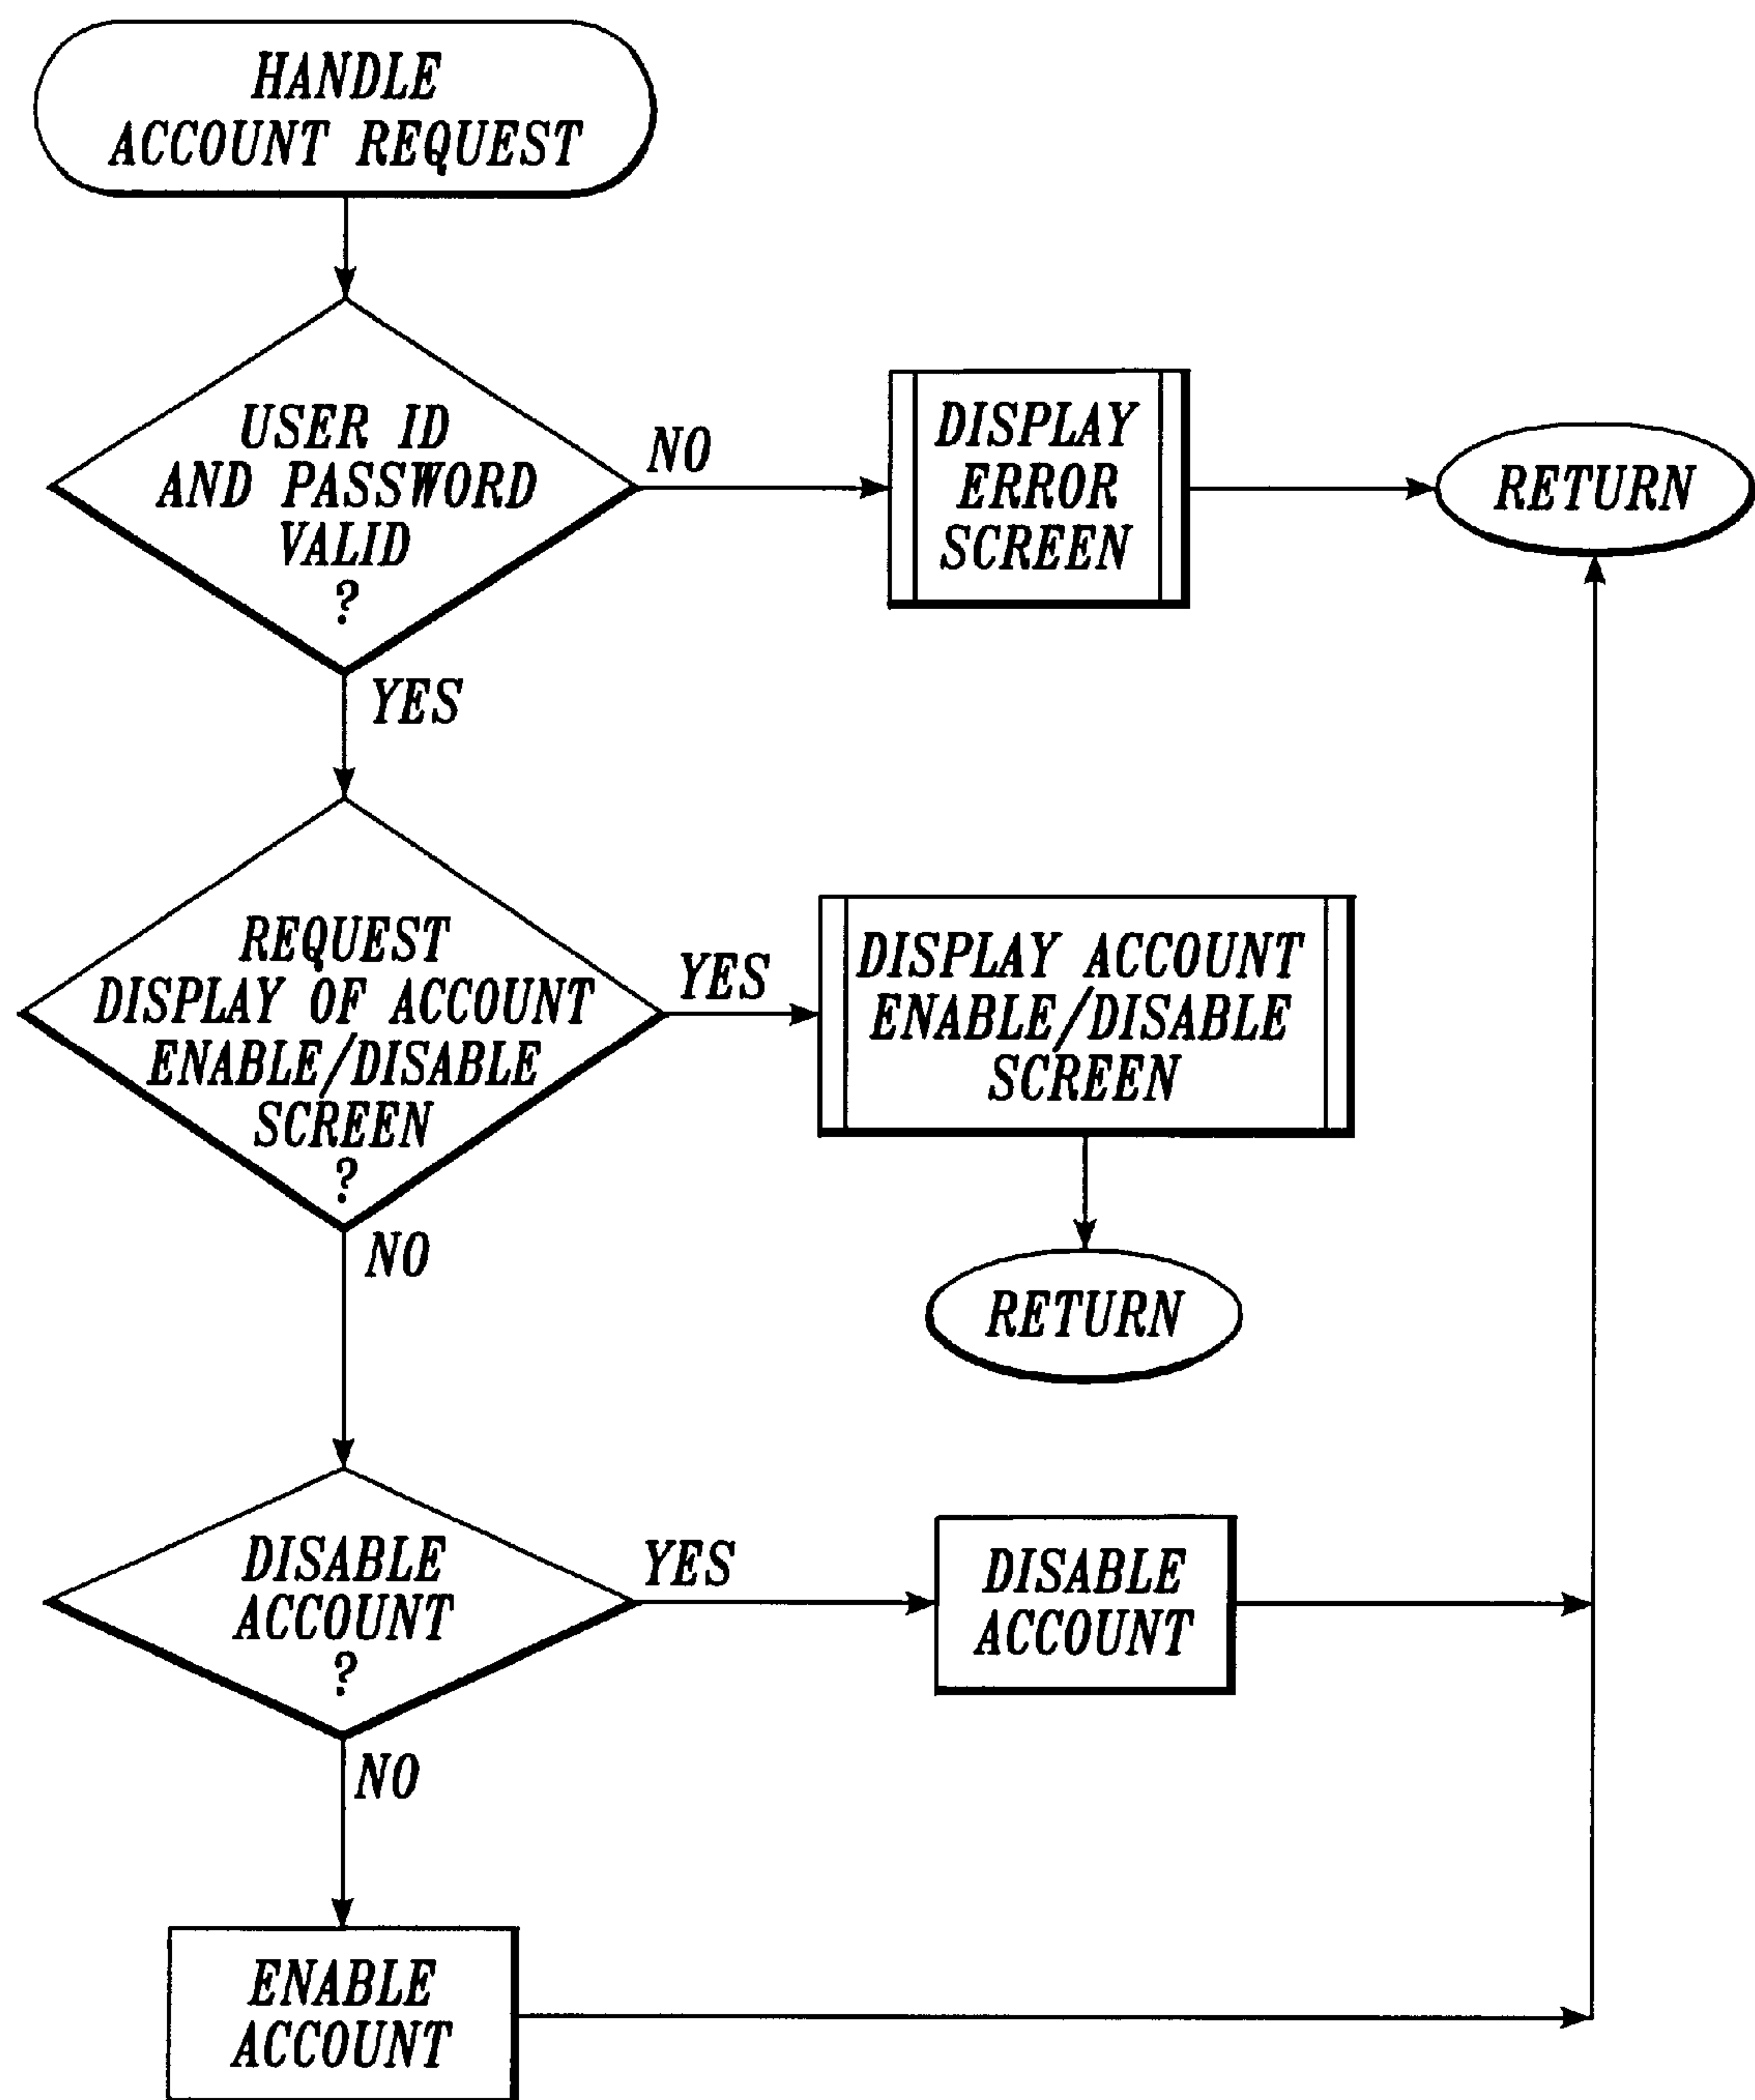 HANDLE
ACCOUNT REQUEST
USER ID
AND PASSWORD
VALID
?
NO
DISPLAY
ERROR
SCREEN
RETURN
YES
REQUEST
DISPLAY OF ACCOUNT
ENABLE/DISABLE
SCREEN
?
YES
DISPLAY ACCOUNT
ENABLE/DISABLE
SCREEN
NO
RETURN
DISABLE
ACCOUNT
?
YES
DISABLE
ACCOUNT
NO
ENABLE
ACCOUNT